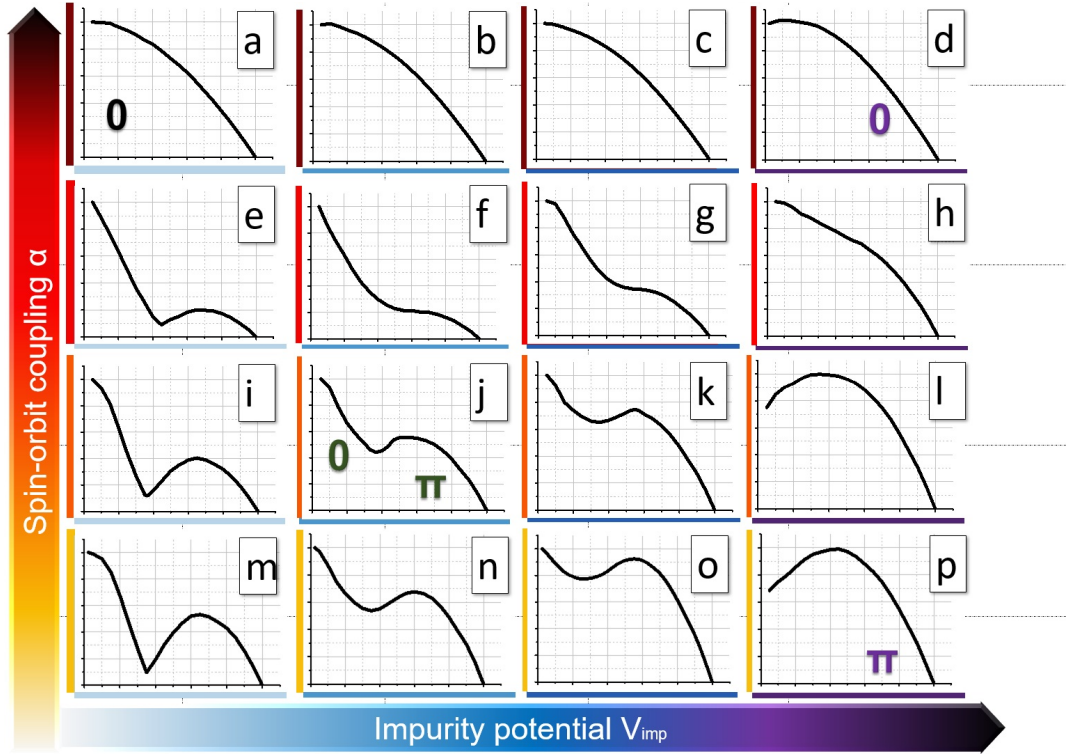 Spin-orbit coupling α
a
b
c
d
0
0
e
f
g
h
i
j
k
l
0
π
m
n
o
p
π
Impurity potential Vimp